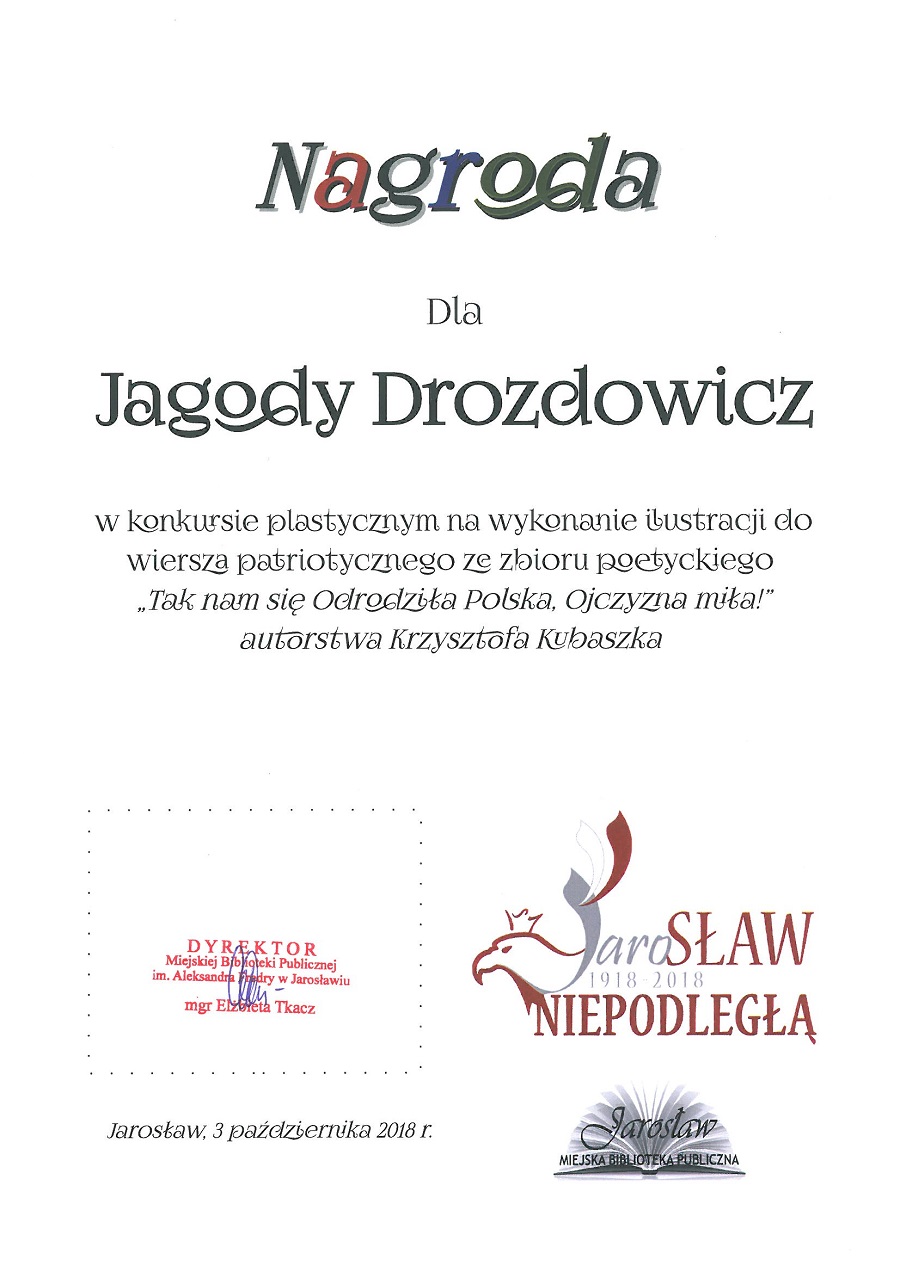 Nagroda
Dla
Jagody Drozdowicz
w konkursie plastycznym na wykonanie ilustracji do
wiersza patriotycznego ze zbioru poetyckiego
„Tak nam się Odrodziła Polska, Ojczyzna miła!”
autorstwa Krzysztofa Kubaszka
DYREKTOR
Miejskiej Biblioteki Publicznej
im. Aleksandra Fredry w Jarosławiu
mgr Elżbieta Tkacz
JaroSŁAW
1918-2018
NIEPODLEGŁĄ
Jarosław, 3 października 2018 r.
Jarosław
MIEJSKA BIBLIOTEKA PUBLICZNA